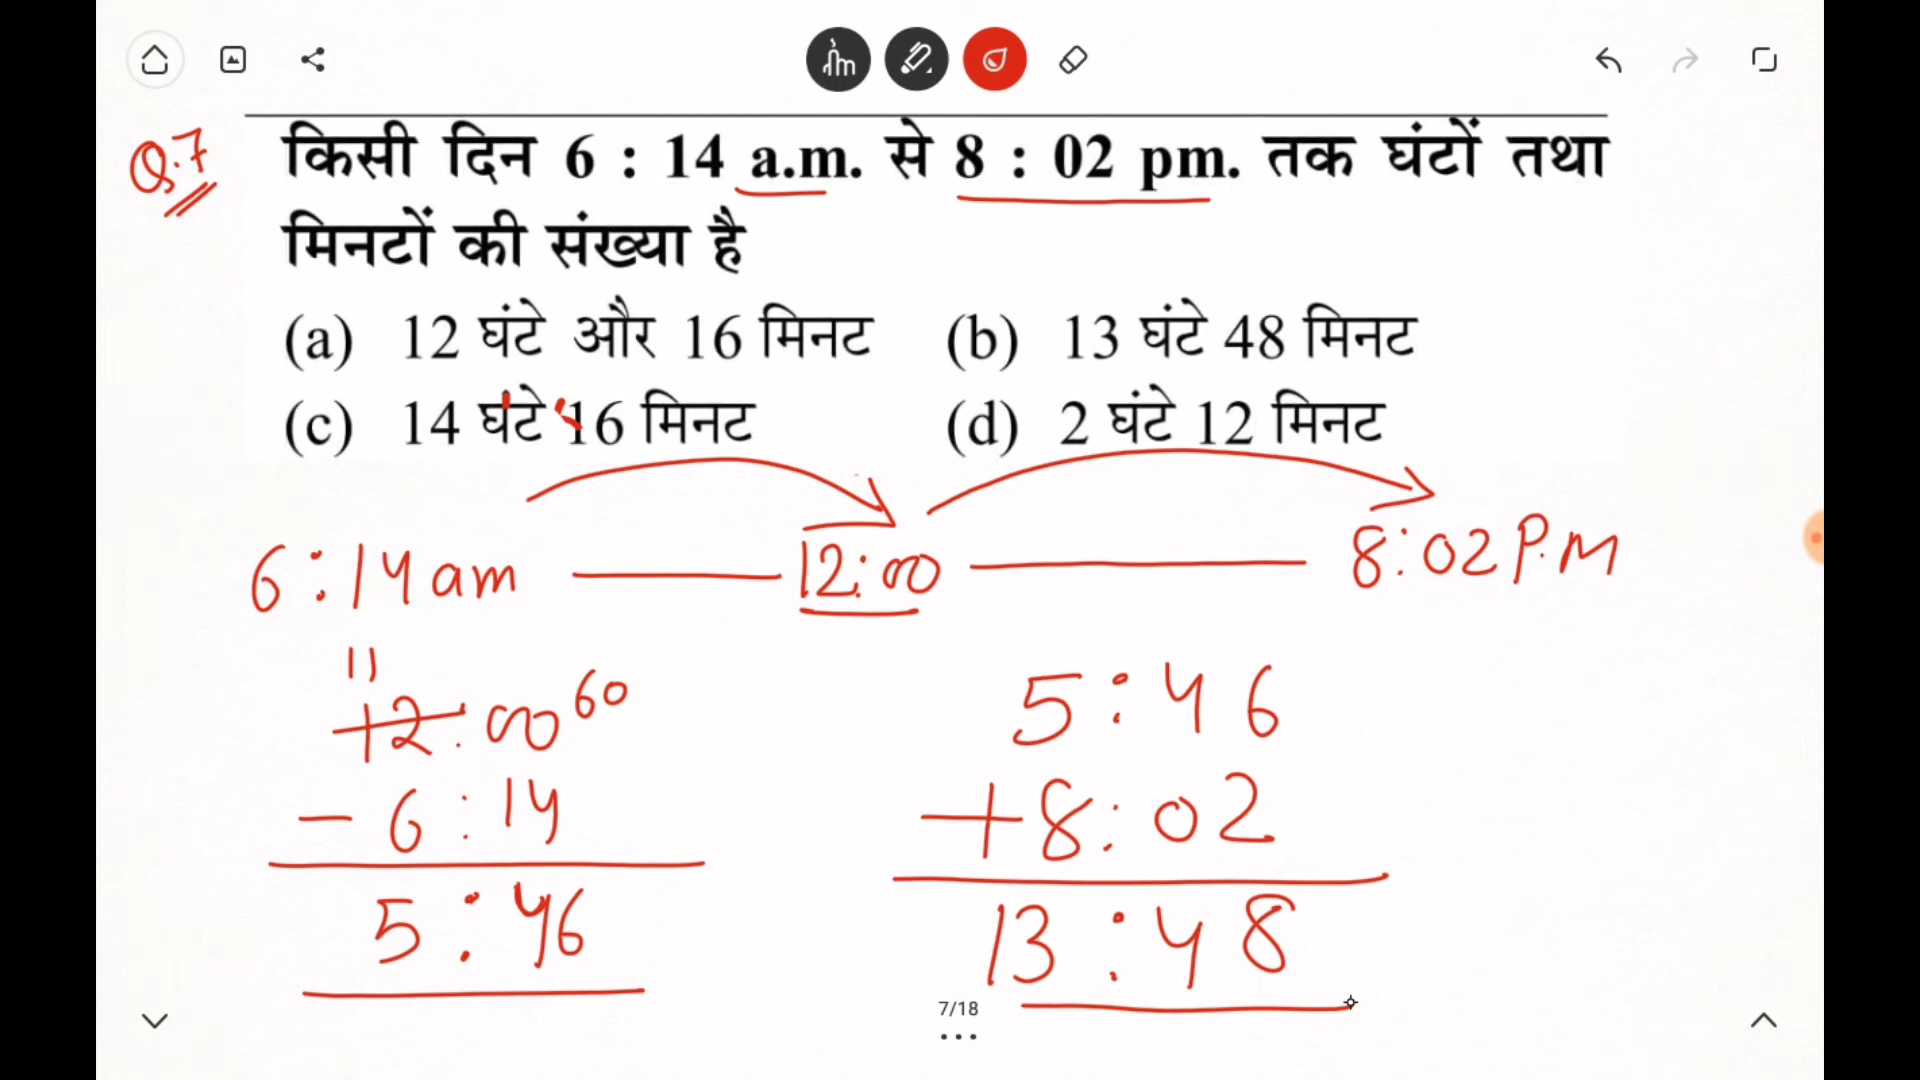 Q.7
किसी दिन 6 : 14 a.m. से 8 : 02 pm. तक घंटों तथा
मिनटों की संख्या है
(a) 12 घंटे और 16 मिनट (b) 13 घंटे 48 मिनट
(c) 14 घंटे 16 मिनट (d) 2 घंटे 12 मिनट
6:14 am 12:00 8:02 P.M
11
12:00 60
- 6:14
5:46
5:46
+8:02
13:48
7/18